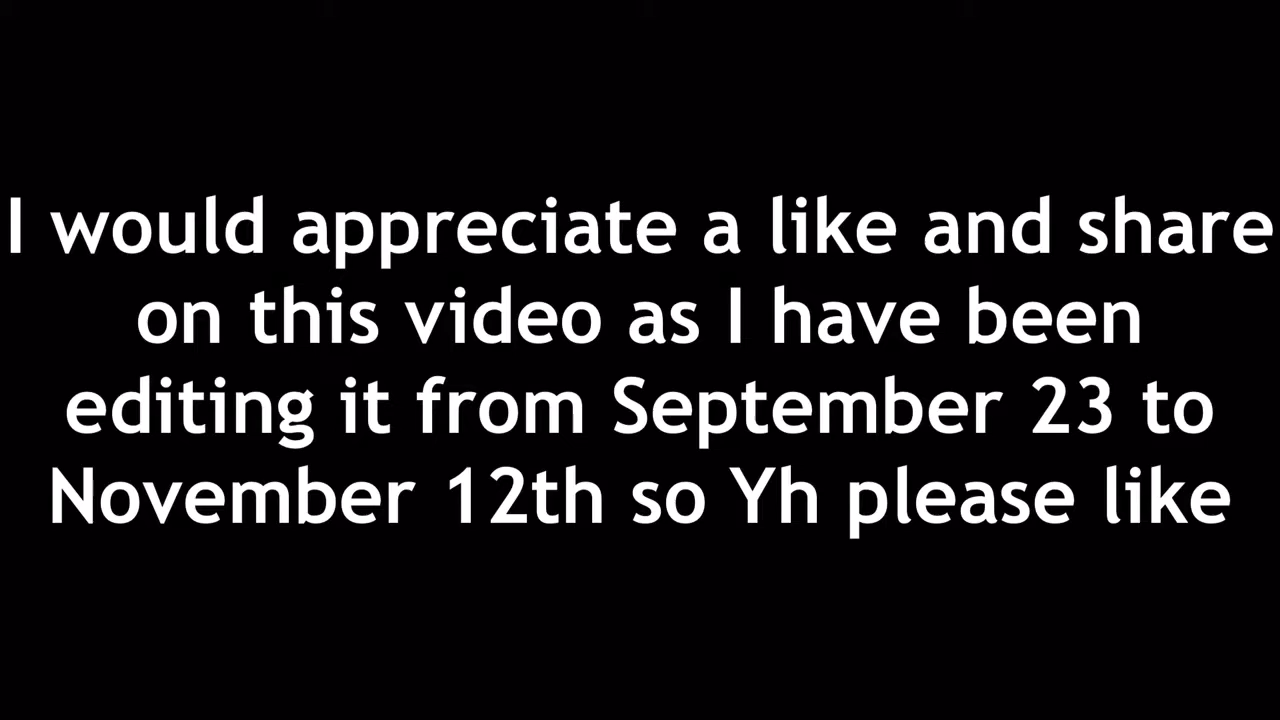 I would appreciate a like and share
on this video as I have been
editing it from September 23 to
November 12th so Yh please like